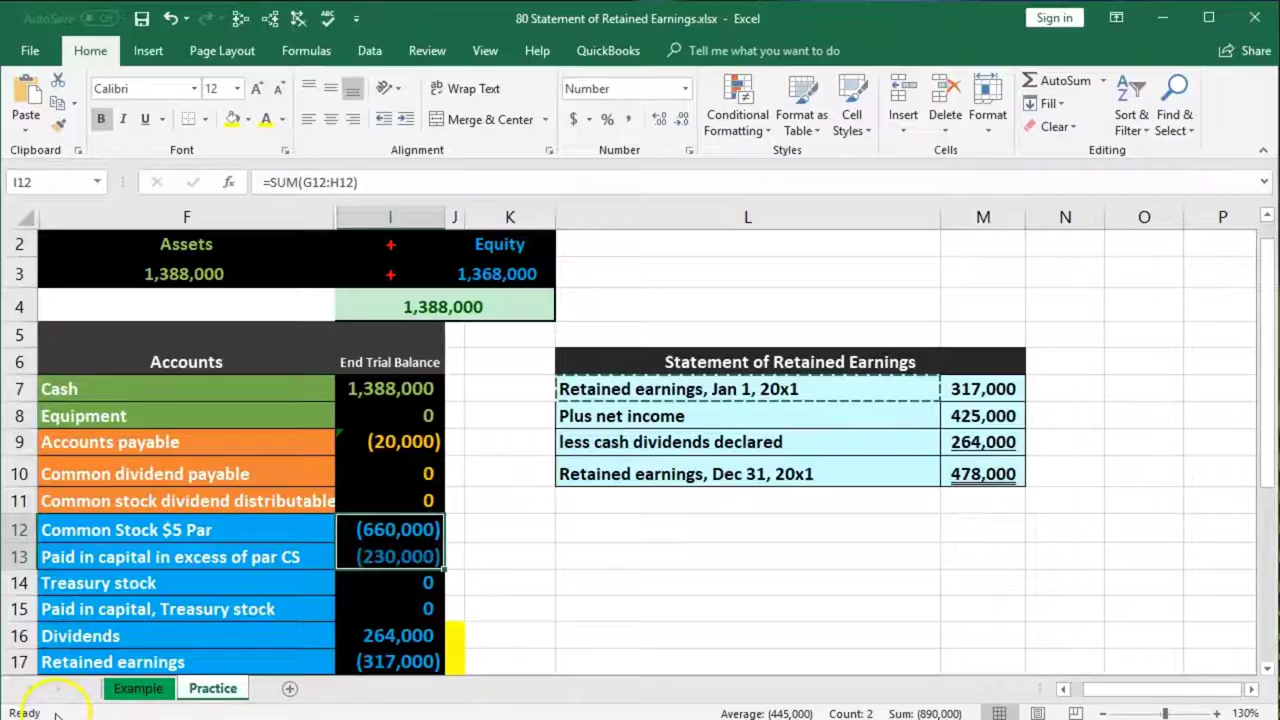 AutoSave Off 80 Statement of Retained Earnings.xlsx - Excel Sign in
File Home Insert Page Layout Formulas Data Review View Help QuickBooks Tell me what you want to do Share
Calibri 12 A A Wrap Text Number AutoSum
Paste B I U A Merge & Center $ % , Conditional Formatting Format as Table Cell Styles Insert Delete Format Fill Clear Sort & Filter Find & Select
Clipboard Font Alignment Number Styles Cells Editing
I12 fx =SUM(G12:H12)
F I J K L M N O P
2 Assets + Equity
3 1,388,000 + 1,368,000
4 1,388,000
5
6 Accounts End Trial Balance Statement of Retained Earnings
7 Cash 1,388,000 Retained earnings, Jan 1, 20x1 317,000
8 Equipment 0 Plus net income 425,000
9 Accounts payable (20,000) less cash dividends declared 264,000
10 Common dividend payable 0 Retained earnings, Dec 31, 20x1 478,000
11 Common stock dividend distributable 0
12 Common Stock $5 Par (660,000)
13 Paid in capital in excess of par CS (230,000)
14 Treasury stock 0
15 Paid in capital, Treasury stock 0
16 Dividends 264,000
17 Retained earnings (317,000)
Example Practice
Ready Average: (445,000) Count: 2 Sum: (890,000) 130%